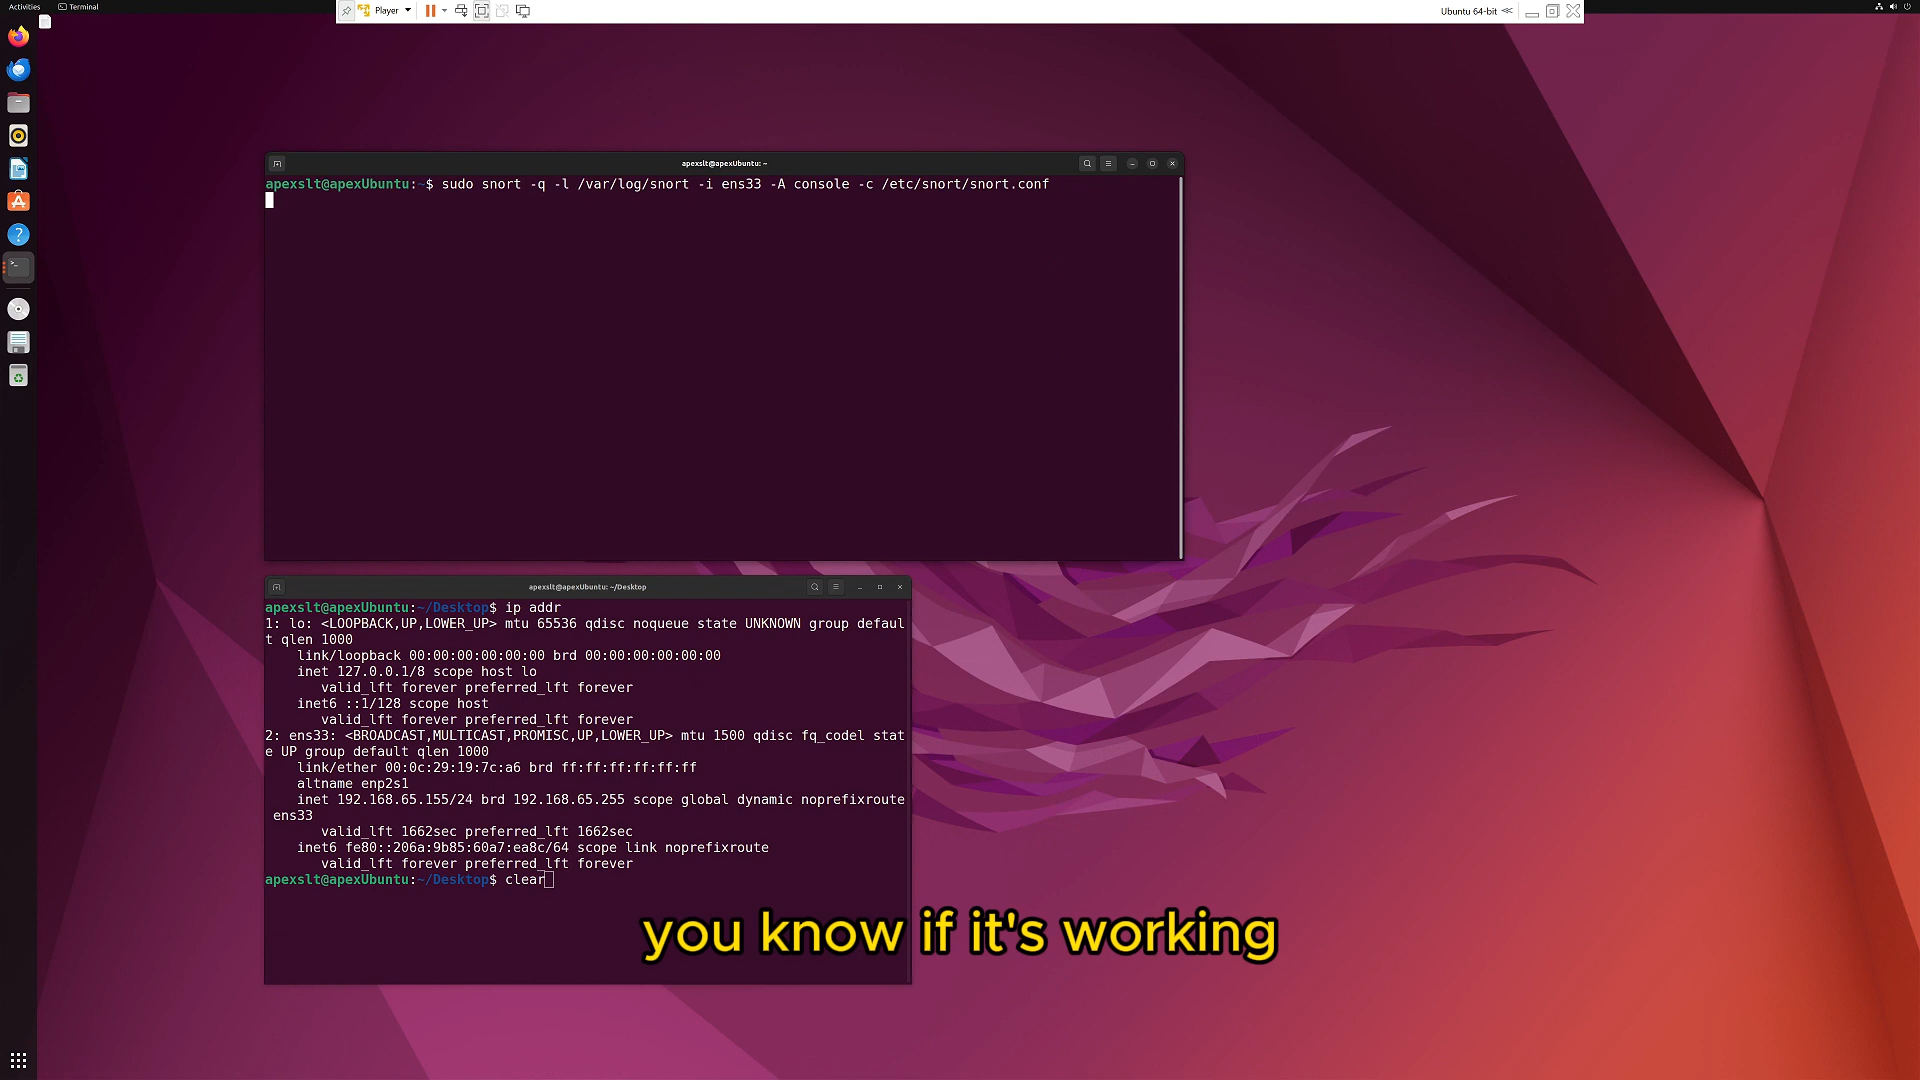 Activities
Terminal
Player
Ubuntu 64-bit
apexslt@apexUbuntu: ~
apexslt@apexUbuntu:~$ sudo snort -q -l /var/log/snort -i ens33 -A console -c /etc/snort/snort.conf
apexslt@apexUbuntu: ~/Desktop
apexslt@apexUbuntu:~/Desktop$ ip addr
1: lo: <LOOPBACK,UP,LOWER_UP> mtu 65536 qdisc noqueue state UNKNOWN group defaul
t qlen 1000
link/loopback 00:00:00:00:00:00 brd 00:00:00:00:00:00
inet 127.0.0.1/8 scope host lo
valid_lft forever preferred_lft forever
inet6 ::1/128 scope host
valid_lft forever preferred_lft forever
2: ens33: <BROADCAST,MULTICAST,PROMISC,UP,LOWER_UP> mtu 1500 qdisc fq_codel stat
e UP group default qlen 1000
link/ether 00:0c:29:19:7c:a6 brd ff:ff:ff:ff:ff:ff
altname enp2s1
inet 192.168.65.155/24 brd 192.168.65.255 scope global dynamic noprefixroute
ens33
valid_lft 1662sec preferred_lft 1662sec
inet6 fe80::206a:9b85:60a7:ea8c/64 scope link noprefixroute
valid_lft forever preferred_lft forever
apexslt@apexUbuntu:~/Desktop$ clear
you know if it's working